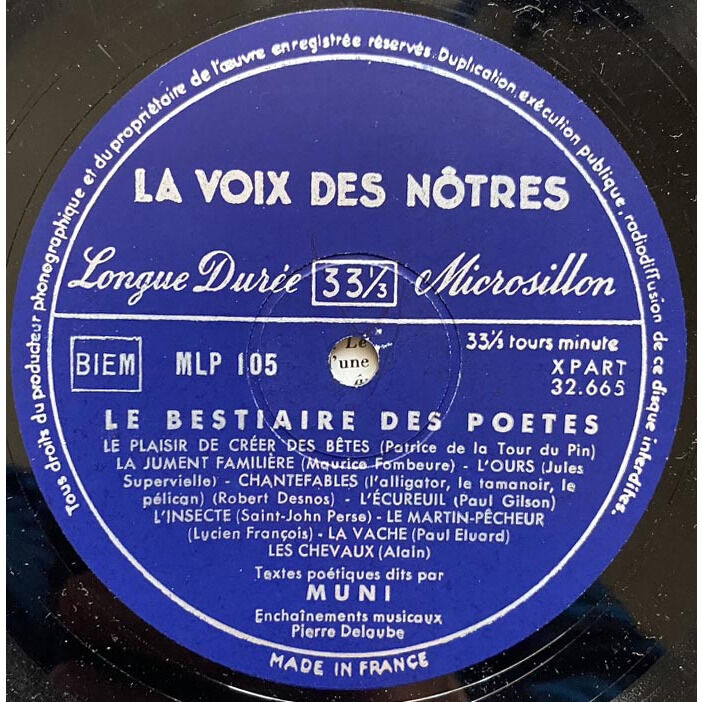 Tous droits du producteur phonographique et du propriétaire de l'œuvre enregistrée réservés. Duplication, exécution publique, radiodiffusion de ce disque interdites.
LA VOIX DES NÔTRES
Longue Durée 33⅓ Microsillon
BIEM MLP 105
Le
'une
33⅓ tours minute
XPART
32.665
LE BESTIAIRE DES POETES
LE PLAISIR DE CRÉER DES BÊTES (Patrice de la Tour du Pin)
LA JUMENT FAMILIÈRE (Maurice Fombeure) - L'OURS (Jules
Supervielle) - CHANTEFABLES (l'alligator, le tamanoir, le
pélican) (Robert Desnos) - L'ÉCUREUIL (Paul Gilson)
L'INSECTE (Saint-John Perse) - LE MARTIN-PÊCHEUR
(Lucien François) - LA VACHE (Paul Eluard)
LES CHEVAUX (Alain)
Textes poétiques dits par
MUNI
Enchaînements musicaux
Pierre Delaube
MADE IN FRANCE